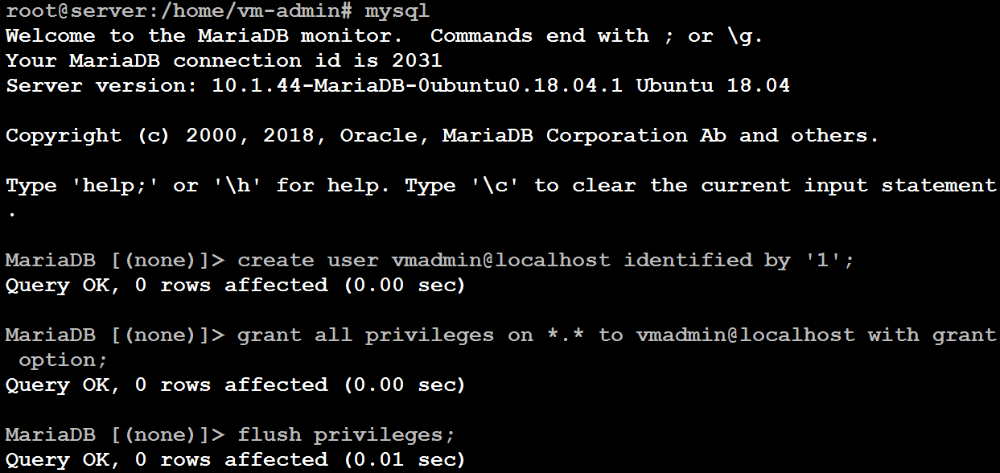 root@server:/home/vm-admin# mysql
Welcome to the MariaDB monitor.  Commands end with ; or \g.
Your MariaDB connection id is 2031
Server version: 10.1.44-MariaDB-0ubuntu0.18.04.1 Ubuntu 18.04
Copyright (c) 2000, 2018, Oracle, MariaDB Corporation Ab and others.
Type 'help;' or '\h' for help. Type '\c' to clear the current input statement
.
MariaDB [(none)]> create user vmadmin@localhost identified by '1';
Query OK, 0 rows affected (0.00 sec)
MariaDB [(none)]> grant all privileges on *.* to vmadmin@localhost with grant
 option;
Query OK, 0 rows affected (0.00 sec)
MariaDB [(none)]> flush privileges;
Query OK, 0 rows affected (0.01 sec)